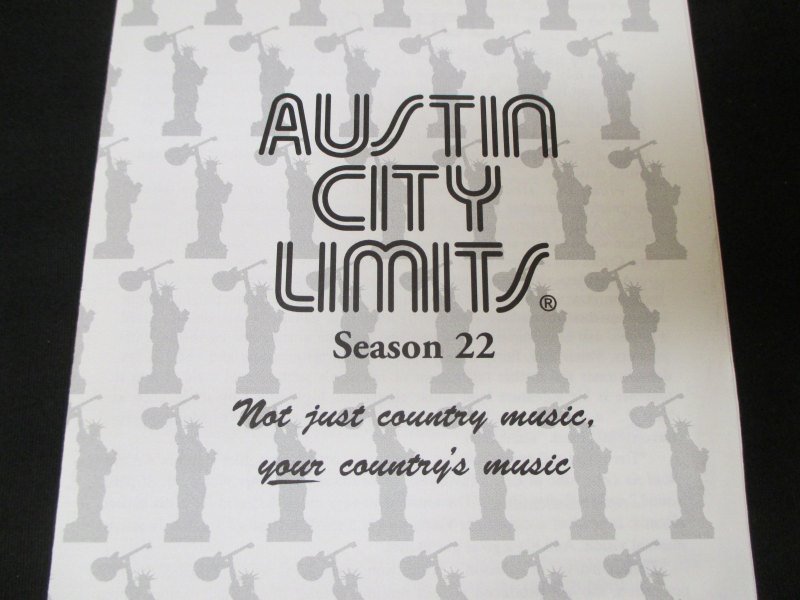 AUSTIN
CITY
LIMITS®
Season 22
Not just country music,
your country's music